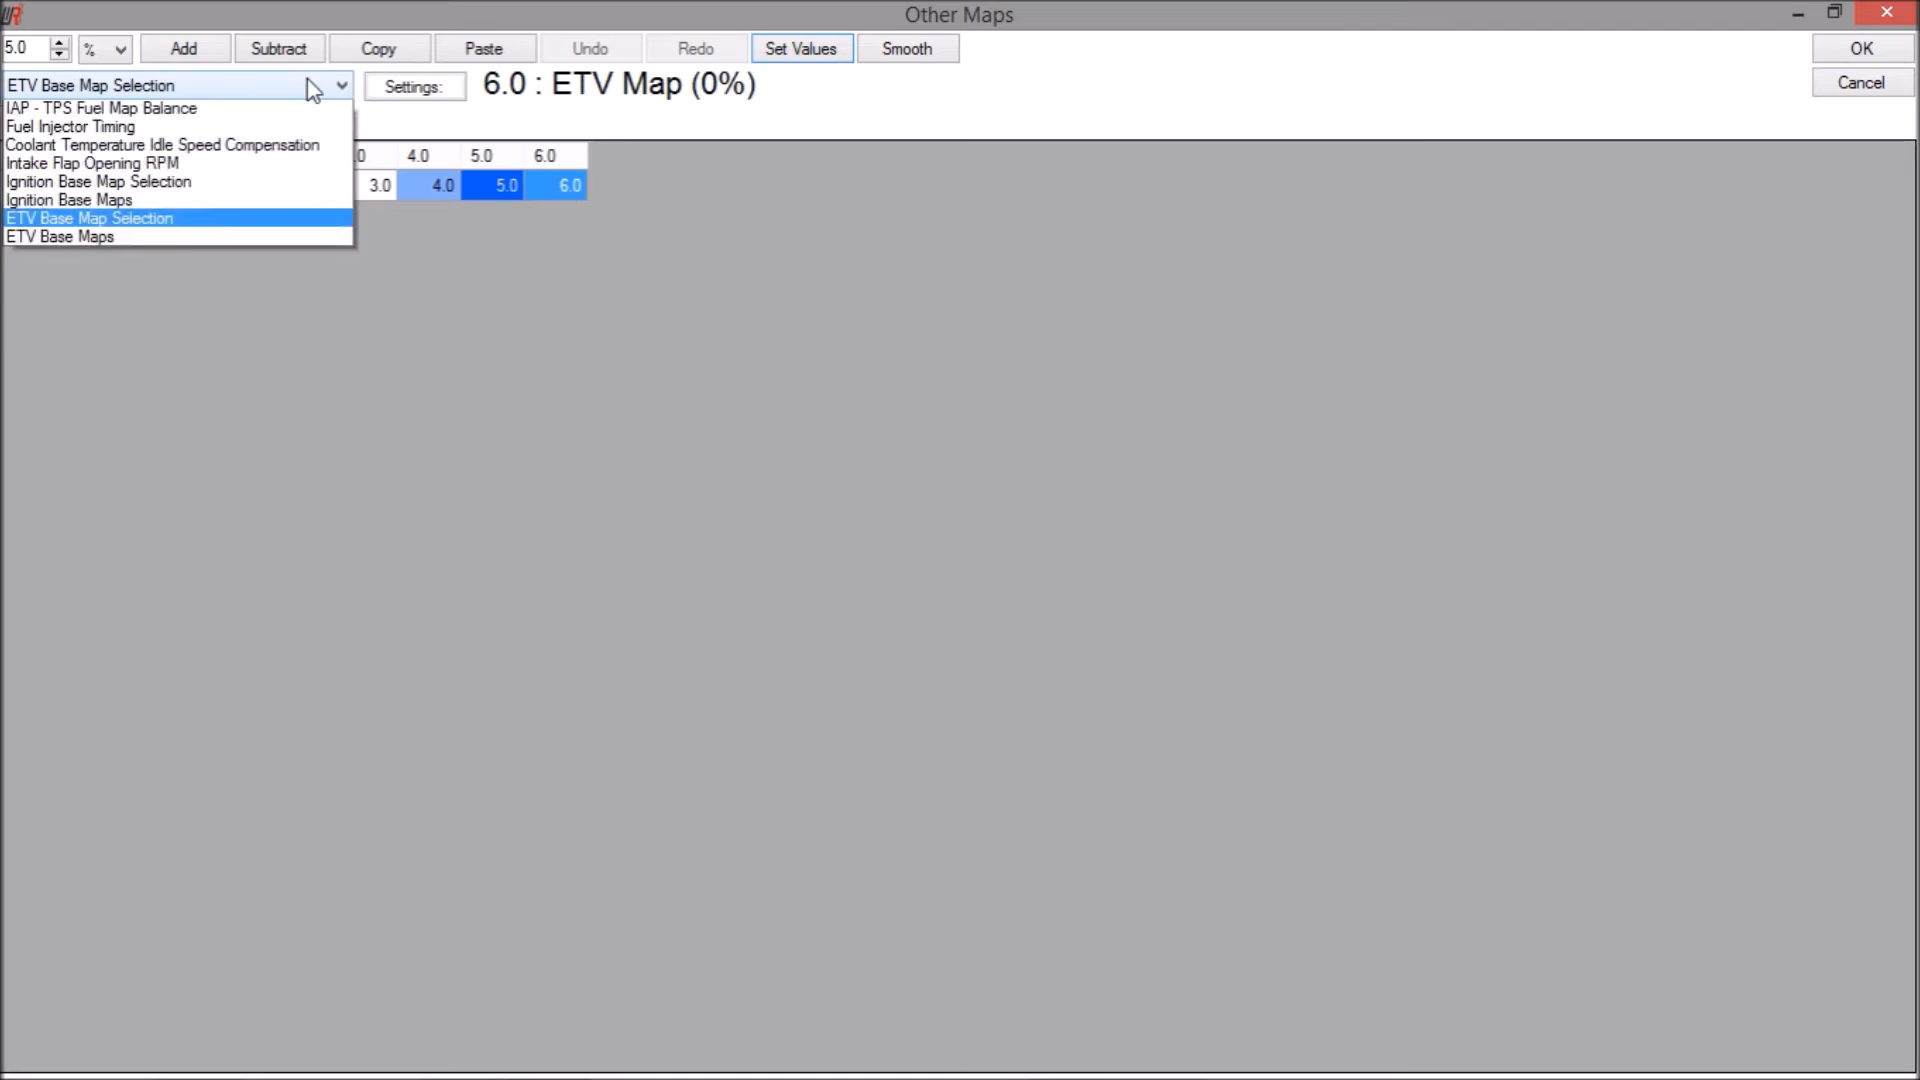 Other Maps
5.0 % Add Subtract Copy Paste Undo Redo Set Values Smooth OK
ETV Base Map Selection Settings: 6.0 : ETV Map (0%) Cancel
IAP - TPS Fuel Map Balance
Fuel Injector Timing
Coolant Temperature Idle Speed Compensation
Intake Flap Opening RPM
Ignition Base Map Selection
Ignition Base Maps
ETV Base Map Selection
ETV Base Maps
.0 4.0 5.0 6.0
3.0 4.0 5.0 6.0